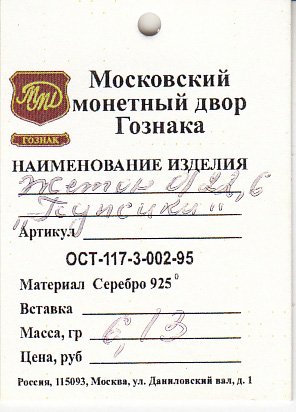 ММД
ГОЗНАК
Московский
монетный двор
Гознака
НАИМЕНОВАНИЕ ИЗДЕЛИЯ
Жетон 22,6
"Пупсики"
Артикул
ОСТ-117-3-002-95
Материал Серебро 925°
Вставка
Масса, гр 6,13
Цена, руб
Россия, 115093, Москва, ул. Даниловский вал, д. 1